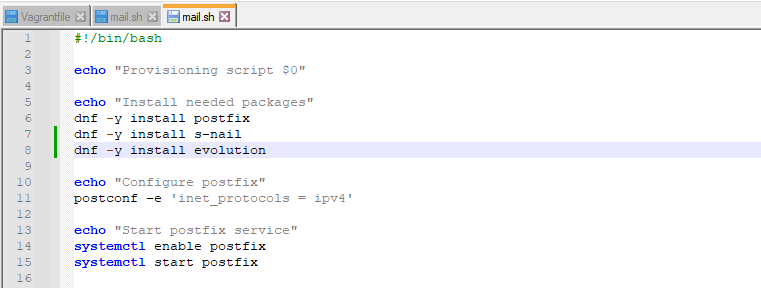 Vagrantfile mail.sh mail.sh
1 #!/bin/bash
2
3 echo "Provisioning script $0"
4
5 echo "Install needed packages"
6 dnf -y install postfix
7 dnf -y install s-nail
8 dnf -y install evolution
9
10 echo "Configure postfix"
11 postconf -e 'inet_protocols = ipv4'
12
13 echo "Start postfix service"
14 systemctl enable postfix
15 systemctl start postfix
16